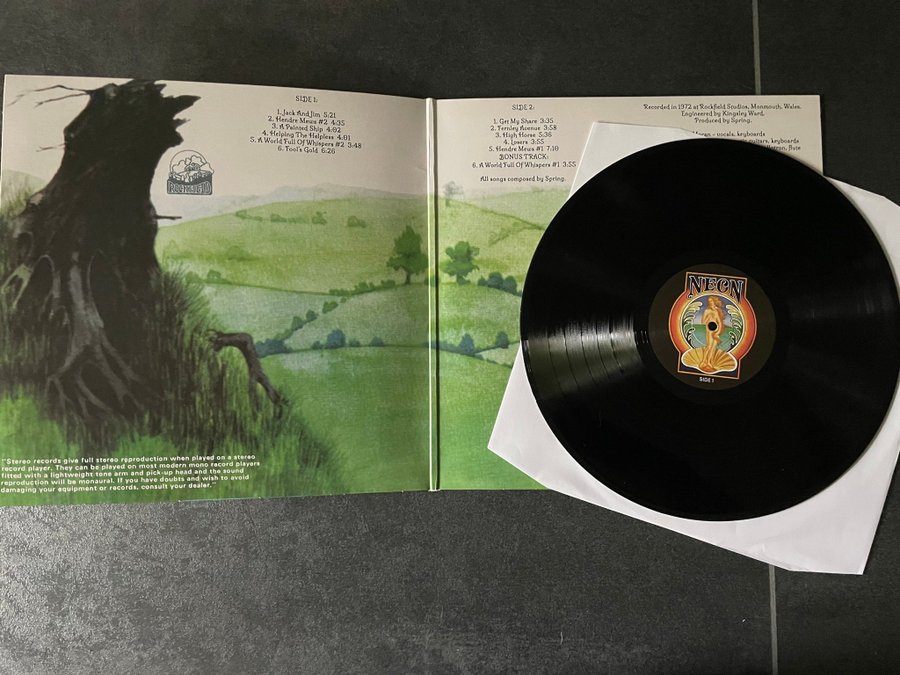 SIDE 1:
1. Jack And Jim 5:21
2. Hendre Mews #2 4:35
3. A Painted Ship 4:02
4. Helping The Helpless 4:01
5. A World Full Of Whispers #2 3:48
6. Fool's Gold 6:26
ROCKFIELD
"Stereo records give full stereo reproduction when played on a stereo
record player. They can be played on most modern mono record players
fitted with a lightweight tone arm and pick-up head and the sound
reproduction will be monaural. If you have doubts and wish to avoid
damaging your equipment or records, consult your dealer."
SIDE 2:
1. Get My Share 3:35
2. Fernley Avenue 3:58
3. High Horse 5:36
4. Losers 3:55
5. Hendre Mews #1 7:10
BONUS TRACK:
6. A World Full Of Whispers #1 3:55
All songs composed by Spring.
Recorded in 1972 at Rockfield Studios, Monmouth, Wales.
Engineered by Kingsley Ward.
Produced by Spring.
Moran - vocals, keyboards
guitars, keyboards
flute
NEON
SIDE 1